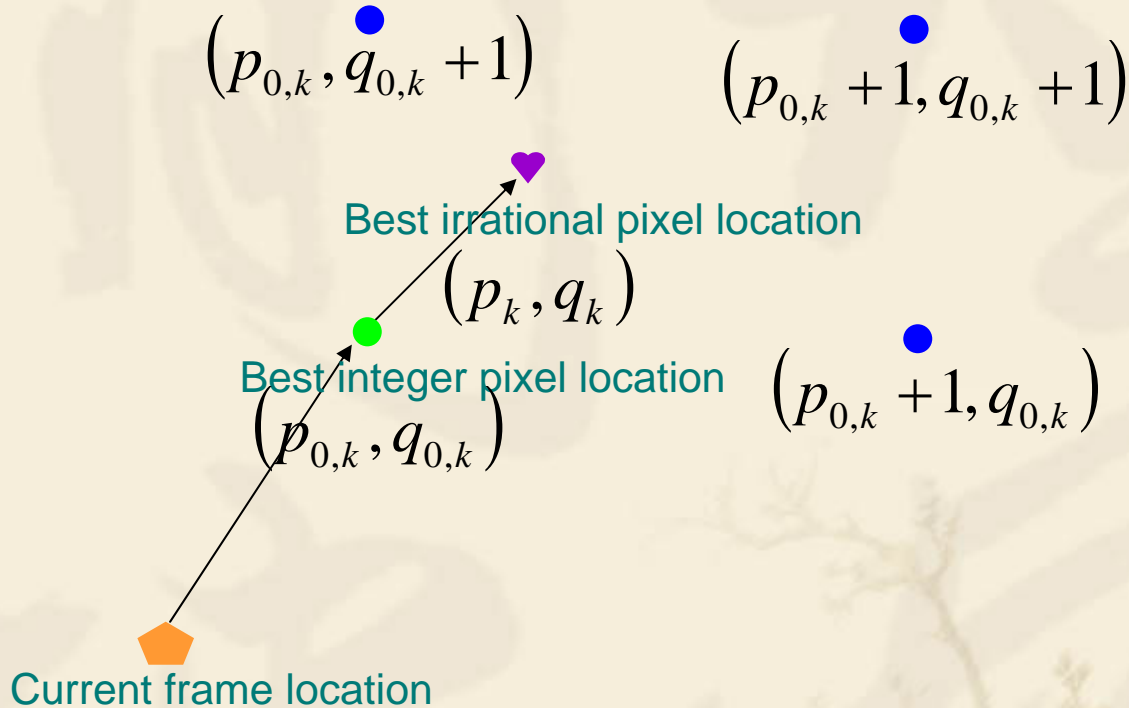 (p₀,ₖ, q₀,ₖ + 1)
(p₀,ₖ + 1, q₀,ₖ + 1)
Best irrational pixel location
(pₖ, qₖ)
Best integer pixel location
(p₀,ₖ, q₀,ₖ)
(p₀,ₖ + 1, q₀,ₖ)
Current frame location